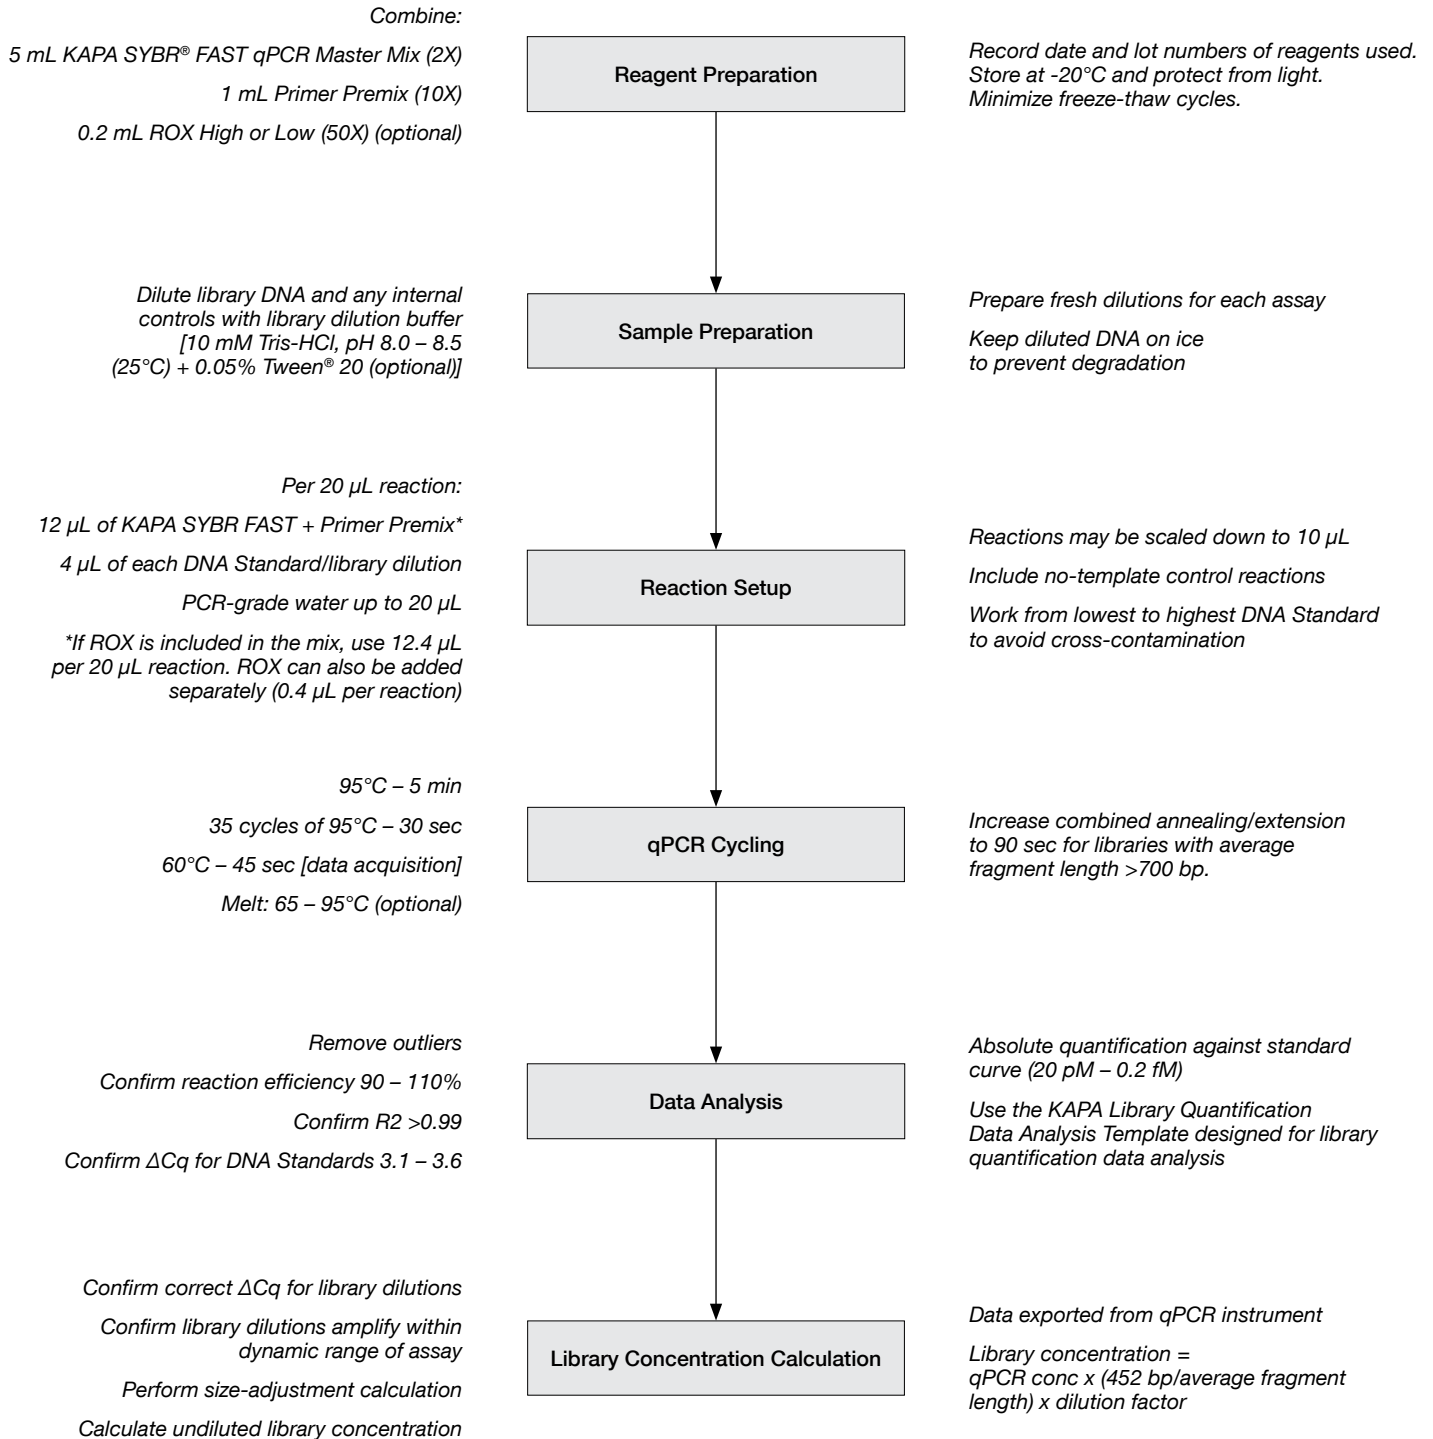 Combine:
5 mL KAPA SYBR® FAST qPCR Master Mix (2X)
1 mL Primer Premix (10X)
0.2 mL ROX High or Low (50X) (optional)
Reagent Preparation
Record date and lot numbers of reagents used.
Store at -20°C and protect from light.
Minimize freeze-thaw cycles.
Dilute library DNA and any internal
controls with library dilution buffer
[10 mM Tris-HCl, pH 8.0 – 8.5
(25°C) + 0.05% Tween® 20 (optional)]
Sample Preparation
Prepare fresh dilutions for each assay
Keep diluted DNA on ice
to prevent degradation
Per 20 µL reaction:
12 µL of KAPA SYBR FAST + Primer Premix*
4 µL of each DNA Standard/library dilution
PCR-grade water up to 20 µL
*If ROX is included in the mix, use 12.4 µL
per 20 µL reaction. ROX can also be added
separately (0.4 µL per reaction)
Reaction Setup
Reactions may be scaled down to 10 µL
Include no-template control reactions
Work from lowest to highest DNA Standard
to avoid cross-contamination
95°C – 5 min
35 cycles of 95°C – 30 sec
60°C – 45 sec [data acquisition]
Melt: 65 – 95°C (optional)
qPCR Cycling
Increase combined annealing/extension
to 90 sec for libraries with average
fragment length >700 bp.
Remove outliers
Confirm reaction efficiency 90 – 110%
Confirm R2 >0.99
Confirm ΔCq for DNA Standards 3.1 – 3.6
Data Analysis
Absolute quantification against standard
curve (20 pM – 0.2 fM)
Use the KAPA Library Quantification
Data Analysis Template designed for library
quantification data analysis
Confirm correct ΔCq for library dilutions
Confirm library dilutions amplify within
dynamic range of assay
Perform size-adjustment calculation
Calculate undiluted library concentration
Library Concentration Calculation
Data exported from qPCR instrument
Library concentration =
qPCR conc x (452 bp/average fragment
length) x dilution factor